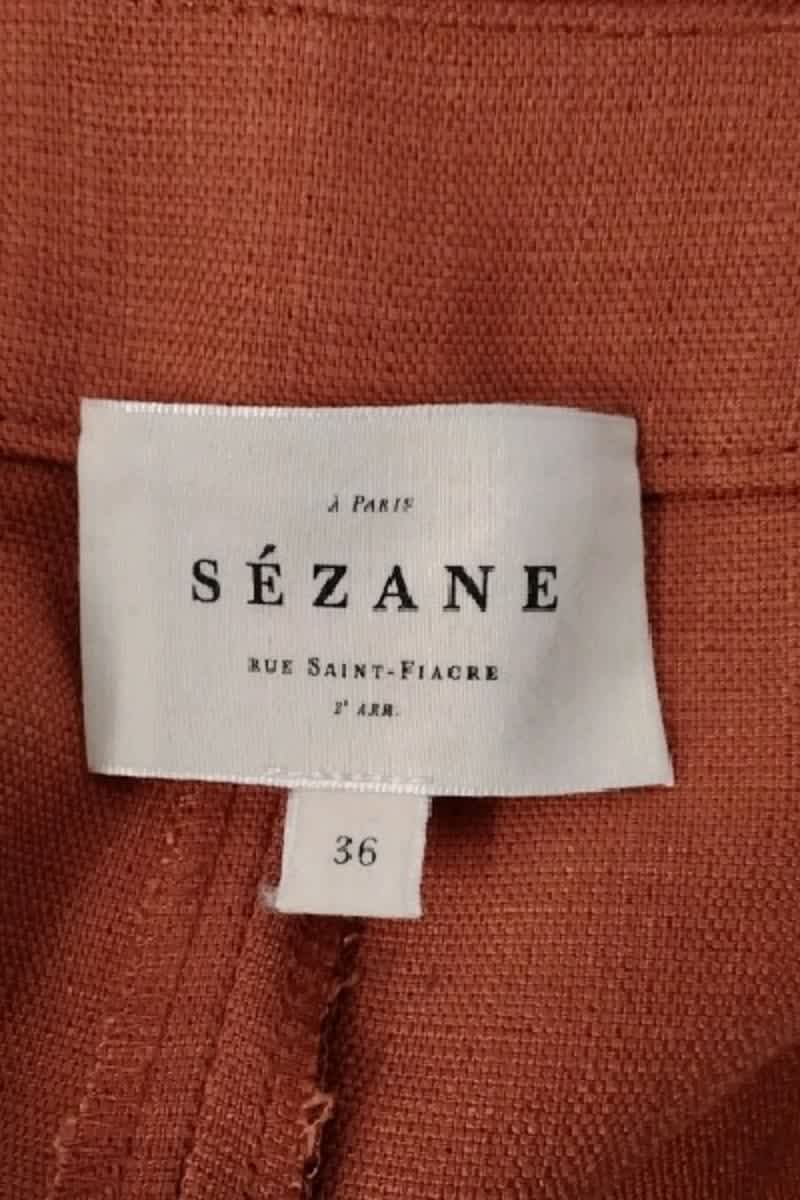 À PARIS
SÉZANE
RUE SAINT-FIACRE
2e ARR.
36